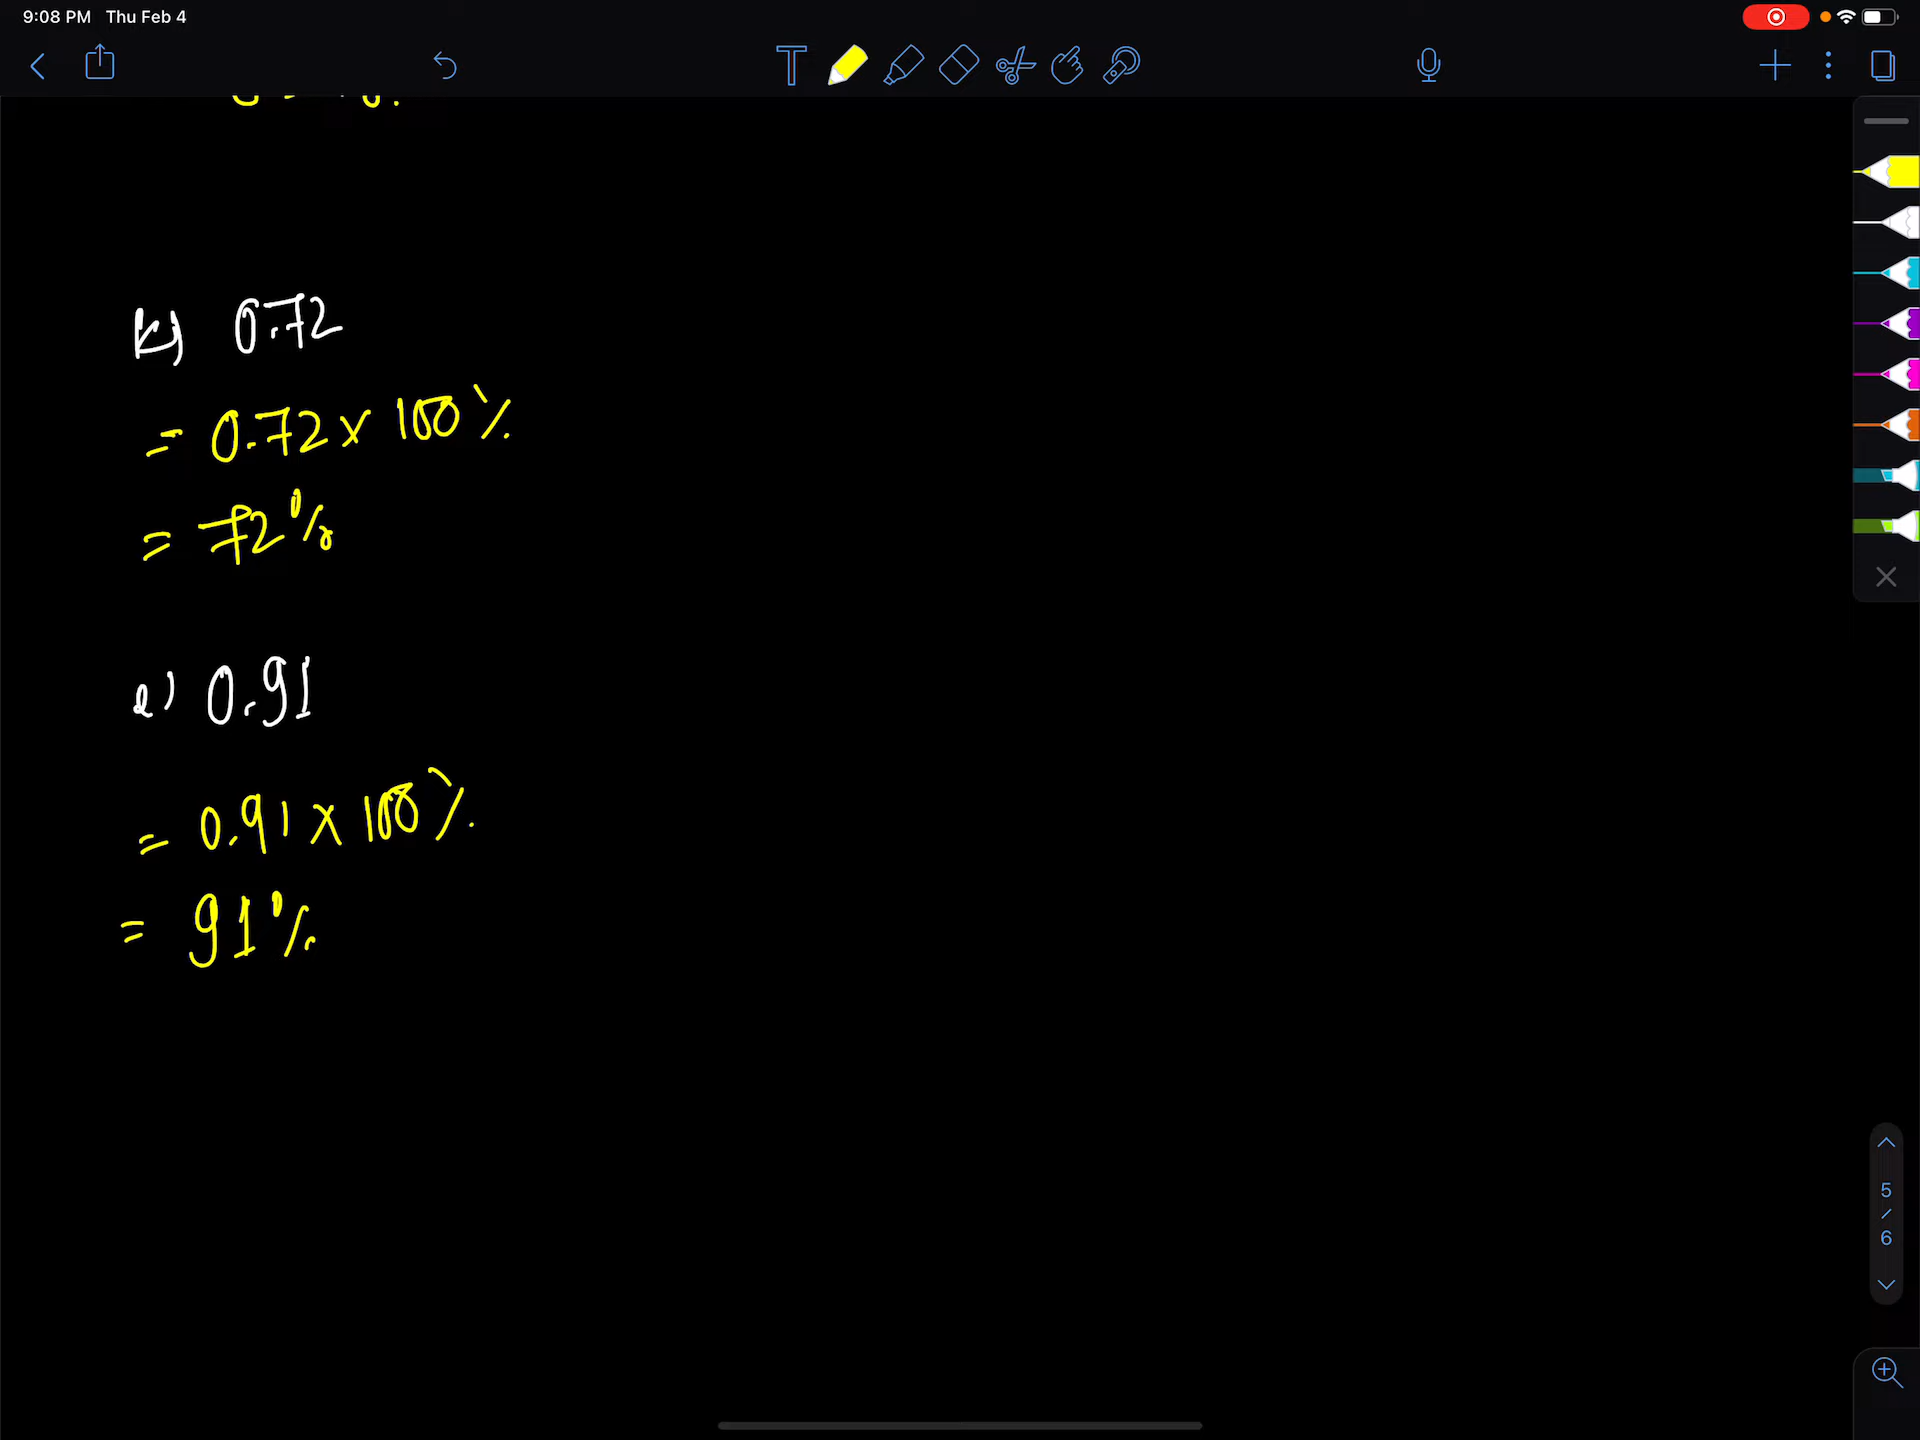 9:08 PM Thu Feb 4
k) 0.72
= 0.72 × 100%
= 72%
l) 0.91
= 0.91 × 100%
= 91%
5
/
6